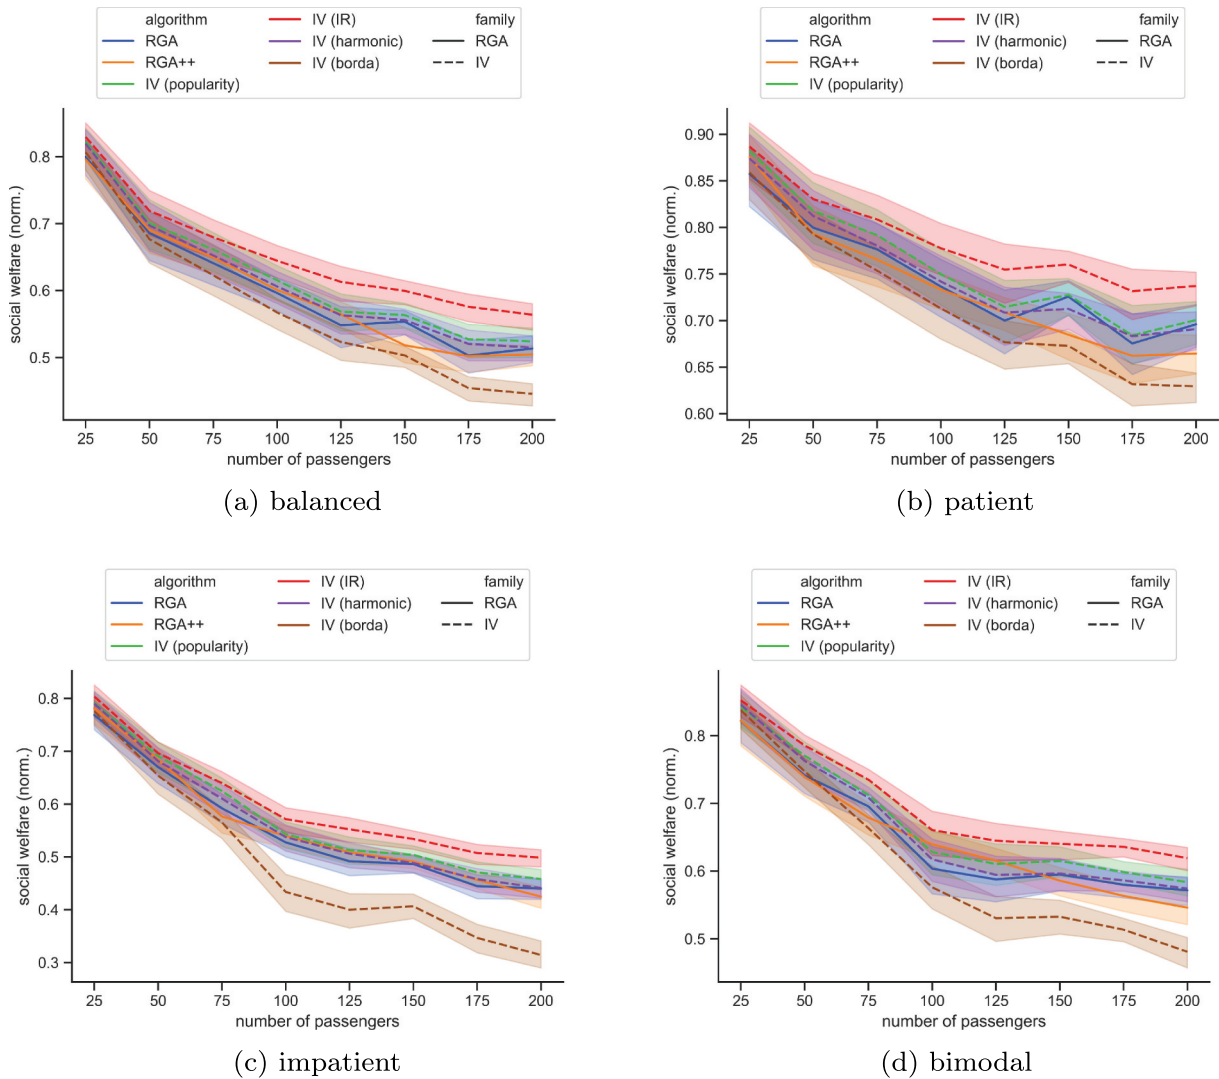 algorithm IV (IR) family
RGA IV (harmonic) RGA
RGA++ IV (borda) IV
IV (popularity)
social welfare (norm.)
0.8
0.7
0.6
0.5
25 50 75 100 125 150 175 200
number of passengers
(a) balanced
algorithm IV (IR) family
RGA IV (harmonic) RGA
RGA++ IV (borda) IV
IV (popularity)
social welfare (norm.)
0.90
0.85
0.80
0.75
0.70
0.65
0.60
25 50 75 100 125 150 175 200
number of passengers
(b) patient
algorithm IV (IR) family
RGA IV (harmonic) RGA
RGA++ IV (borda) IV
IV (popularity)
social welfare (norm.)
0.8
0.7
0.6
0.5
0.4
0.3
25 50 75 100 125 150 175 200
number of passengers
(c) impatient
algorithm IV (IR) family
RGA IV (harmonic) RGA
RGA++ IV (borda) IV
IV (popularity)
social welfare (norm.)
0.8
0.7
0.6
0.5
25 50 75 100 125 150 175 200
number of passengers
(d) bimodal